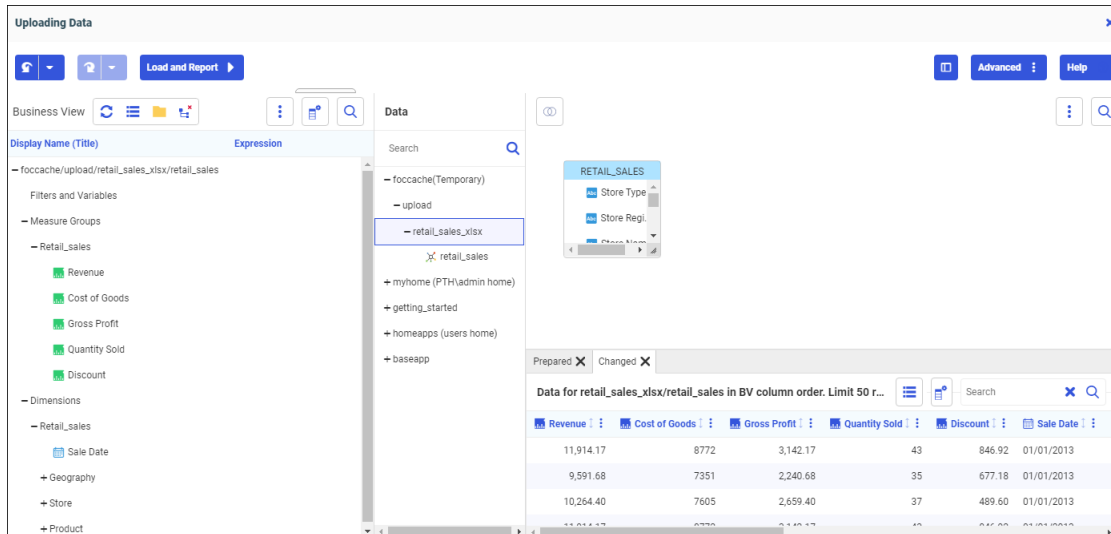 Uploading Data
Load and Report
Advanced
Help
Business View
Display Name (Title) Expression
foccache/upload/retail_sales_xlsx/retail_sales
Filters and Variables
Measure Groups
Retail_sales
Revenue
Cost of Goods
Gross Profit
Quantity Sold
Discount
Dimensions
Retail_sales
Sale Date
Geography
Store
Product
Data
Search
foccache(Temporary)
upload
retail_sales_xlsx
retail_sales
myhome (PTH\admin home)
getting_started
homeapps (users home)
baseapp
RETAIL_SALES
Abc Store Type
Abc Store Regi.
Prepared Changed
Data for retail_sales_xlsx/retail_sales in BV column order. Limit 50 r...
Search
Revenue Cost of Goods Gross Profit Quantity Sold Discount Sale Date
11,914.17 8772 3,142.17 43 846.92 01/01/2013
9,591.68 7351 2,240.68 35 677.18 01/01/2013
10,264.40 7605 2,659.40 37 489.60 01/01/2013